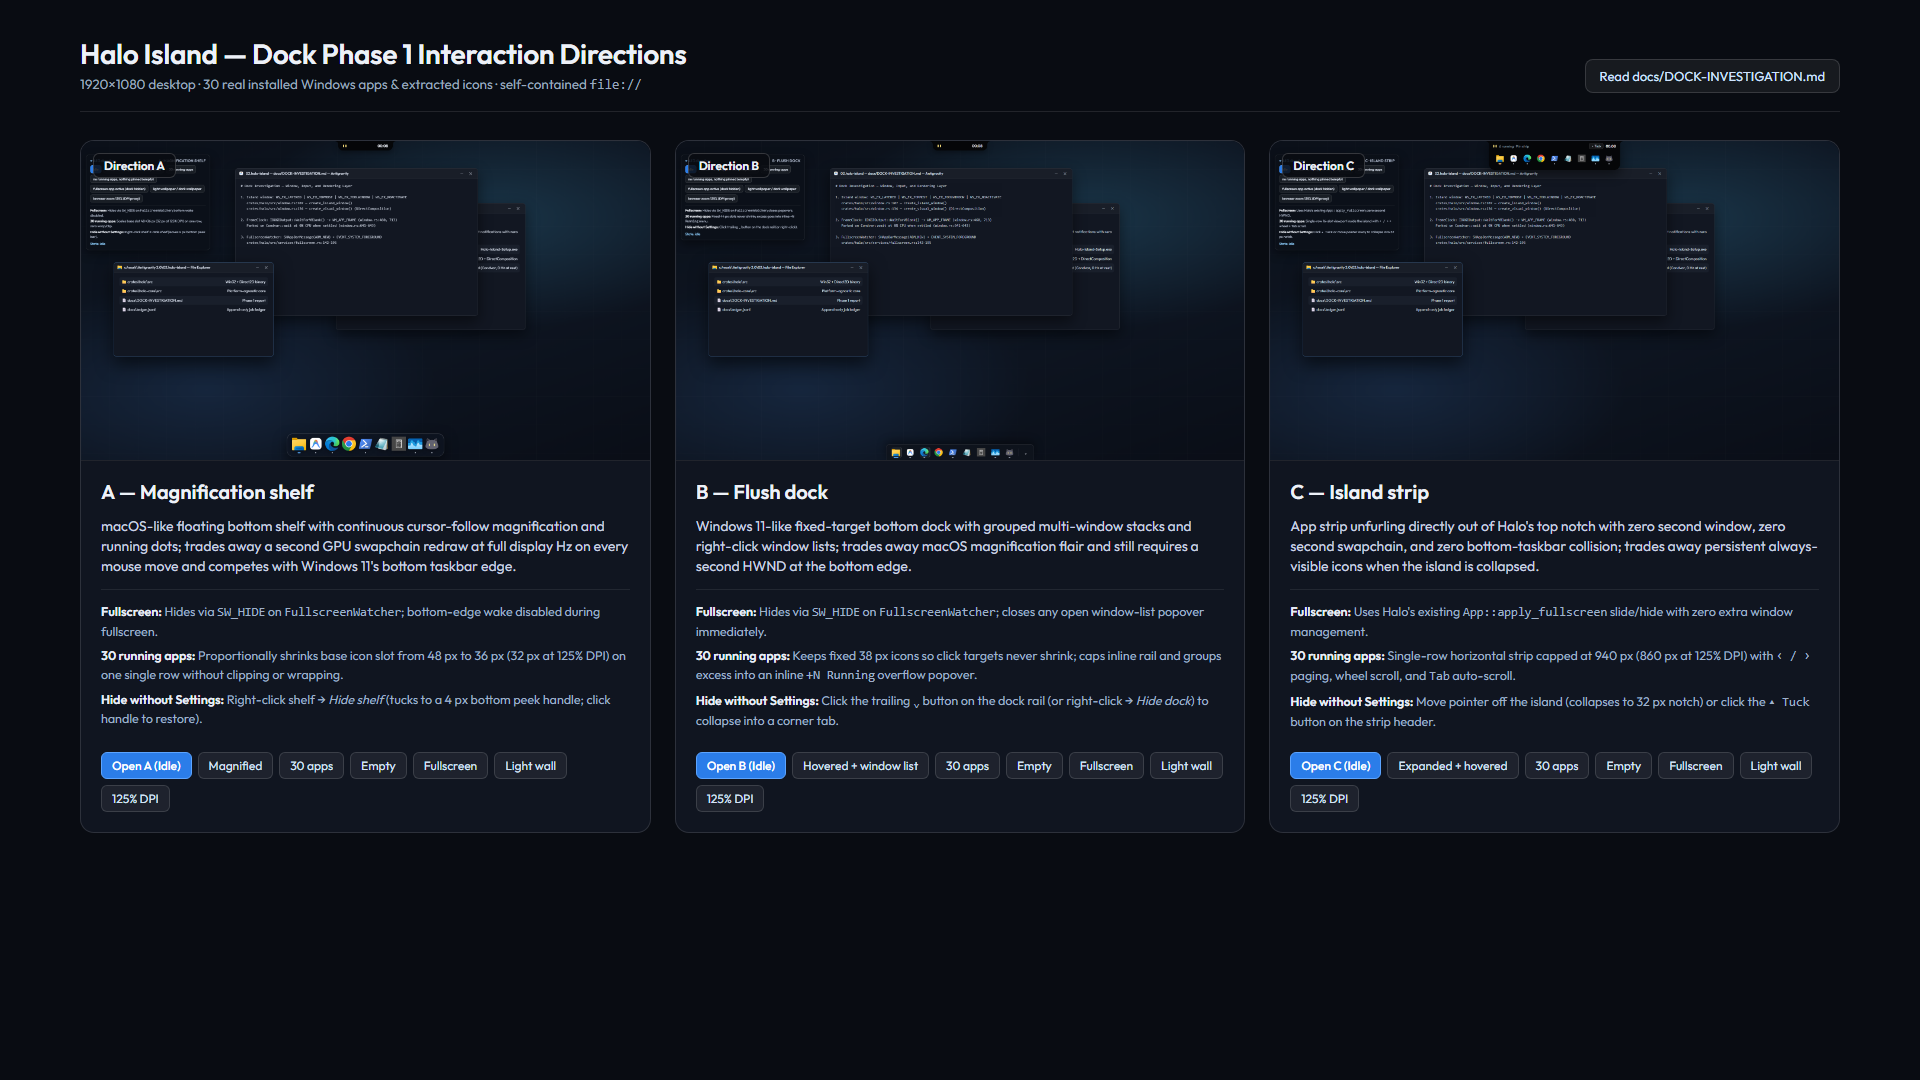 Halo Island — Dock Phase 1 Interaction Directions
1920×1080 desktop · 30 real installed Windows apps & extracted icons · self-contained file://
Read docs/DOCK-INVESTIGATION.md
Direction A
Direction B
Direction C
A — Magnification shelf
macOS-like floating bottom shelf with continuous cursor-follow magnification and
running dots; trades away a second GPU swapchain redraw at full display Hz on every
mouse move and competes with Windows 11's bottom taskbar edge.
Fullscreen: Hides via SW_HIDE on FullscreenWatcher; bottom-edge wake disabled during
fullscreen.
30 running apps: Proportionally shrinks base icon slot from 48 px to 36 px (32 px at 125% DPI) on
one single row without clipping or wrapping.
Hide without Settings: Right-click shelf → Hide shelf (tucks to a 4 px bottom peek handle; click
handle to restore).
Open A (Idle)
Magnified
30 apps
Empty
Fullscreen
Light wall
125% DPI
B — Flush dock
Windows 11-like fixed-target bottom dock with grouped multi-window stacks and
right-click window lists; trades away macOS magnification flair and still requires a
second HWND at the bottom edge.
Fullscreen: Hides via SW_HIDE on FullscreenWatcher; closes any open window-list popover
immediately.
30 running apps: Keeps fixed 38 px icons so click targets never shrink; caps inline rail and groups
excess into an inline +N Running overflow popover.
Hide without Settings: Click the trailing ⌄ button on the dock rail (or right-click → Hide dock) to
collapse into a corner tab.
Open B (Idle)
Hovered + window list
30 apps
Empty
Fullscreen
Light wall
125% DPI
C — Island strip
App strip unfurling directly out of Halo's top notch with zero second window, zero
second swapchain, and zero bottom-taskbar collision; trades away persistent always-
visible icons when the island is collapsed.
Fullscreen: Uses Halo's existing App::apply_fullscreen slide/hide with zero extra window
management.
30 running apps: Single-row horizontal strip capped at 940 px (860 px at 125% DPI) with ‹ / ›
paging, wheel scroll, and Tab auto-scroll.
Hide without Settings: Move pointer off the island (collapses to 32 px notch) or click the ▴ Tuck
button on the strip header.
Open C (Idle)
Expanded + hovered
30 apps
Empty
Fullscreen
Light wall
125% DPI